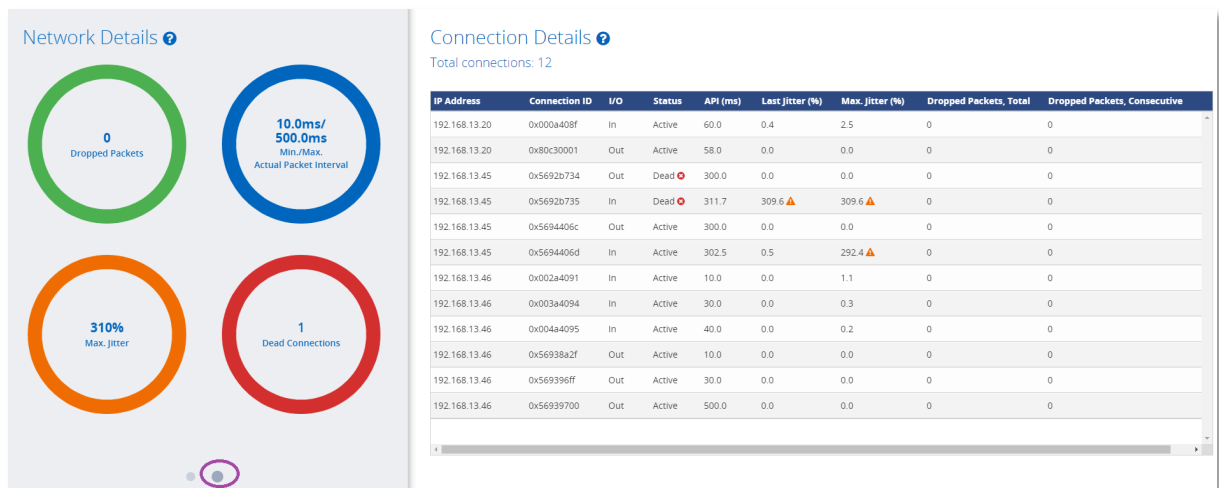 Network Details
0
Dropped Packets
10.0ms/
500.0ms
Min./Max.
Actual Packet Interval
310%
Max. Jitter
1
Dead Connections
Connection Details
Total connections: 12
IP Address Connection ID I/O Status API (ms) Last Jitter (%) Max. Jitter (%) Dropped Packets, Total Dropped Packets, Consecutive
192.168.13.20 0x000a408f In Active 60.0 0.4 2.5 0 0
192.168.13.20 0x80c30001 Out Active 58.0 0.0 0.0 0 0
192.168.13.45 0x5692b734 Out Dead 300.0 0.0 0.0 0 0
192.168.13.45 0x5692b735 In Dead 311.7 309.6 309.6 0 0
192.168.13.45 0x5694406c Out Active 300.0 0.0 0.0 0 0
192.168.13.45 0x5694406d In Active 302.5 0.5 292.4 0 0
192.168.13.46 0x002a4091 In Active 10.0 0.0 1.1 0 0
192.168.13.46 0x003a4094 In Active 30.0 0.0 0.3 0 0
192.168.13.46 0x004a4095 In Active 40.0 0.0 0.2 0 0
192.168.13.46 0x56938a2f Out Active 10.0 0.0 0.0 0 0
192.168.13.46 0x569396ff Out Active 30.0 0.0 0.0 0 0
192.168.13.46 0x56939700 Out Active 500.0 0.0 0.0 0 0